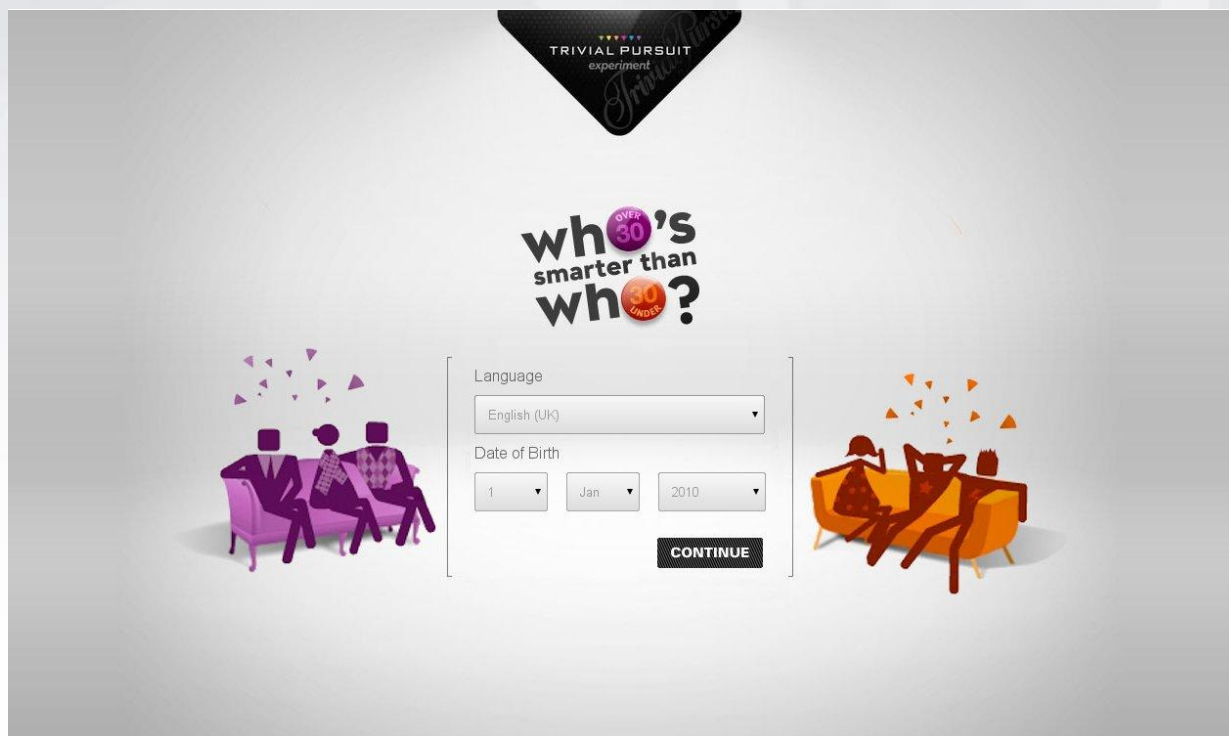 TRIVIAL PURSUIT
experiment
Trivial Pursuit
who's
OVER
30
smarter than
who?
30
UNDER
Language
English (UK)
Date of Birth
1 Jan 2010
CONTINUE